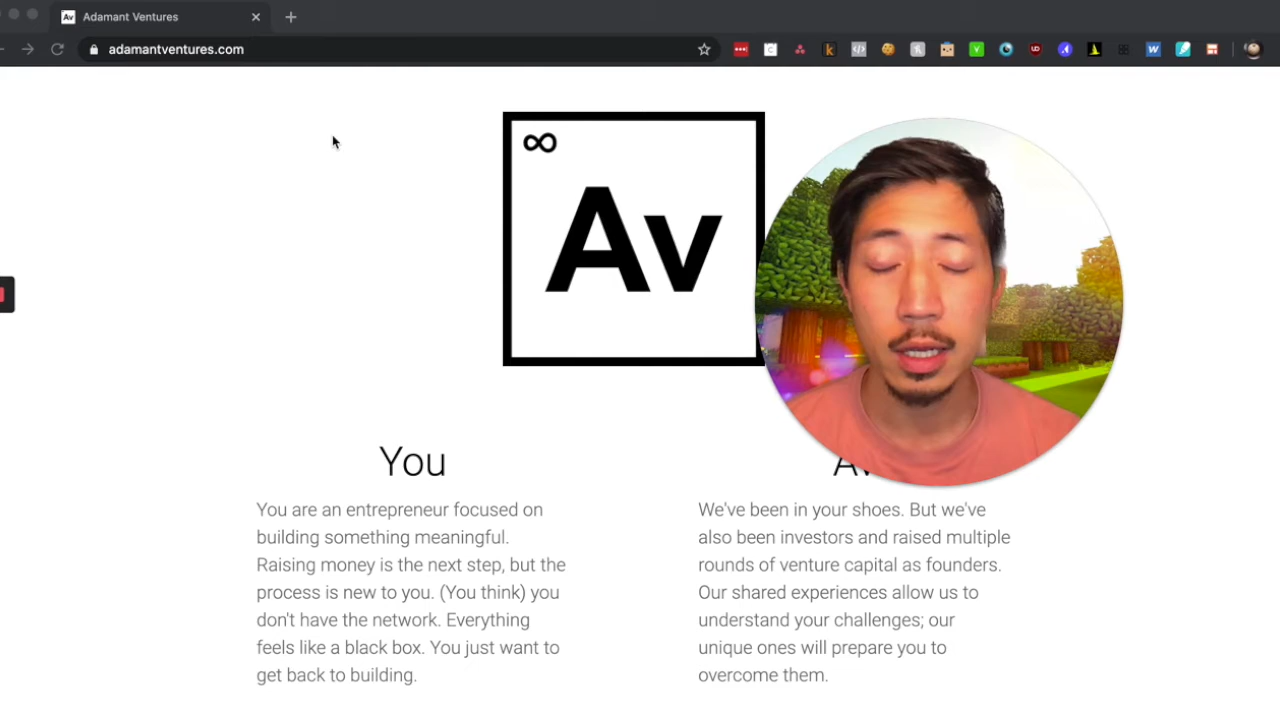 Av Adamant Ventures
adamantventures.com
∞
Av
You
You are an entrepreneur focused on
building something meaningful.
Raising money is the next step, but the
process is new to you. (You think) you
don't have the network. Everything
feels like a black box. You just want to
get back to building.
We've been in your shoes. But we've
also been investors and raised multiple
rounds of venture capital as founders.
Our shared experiences allow us to
understand your challenges; our
unique ones will prepare you to
overcome them.